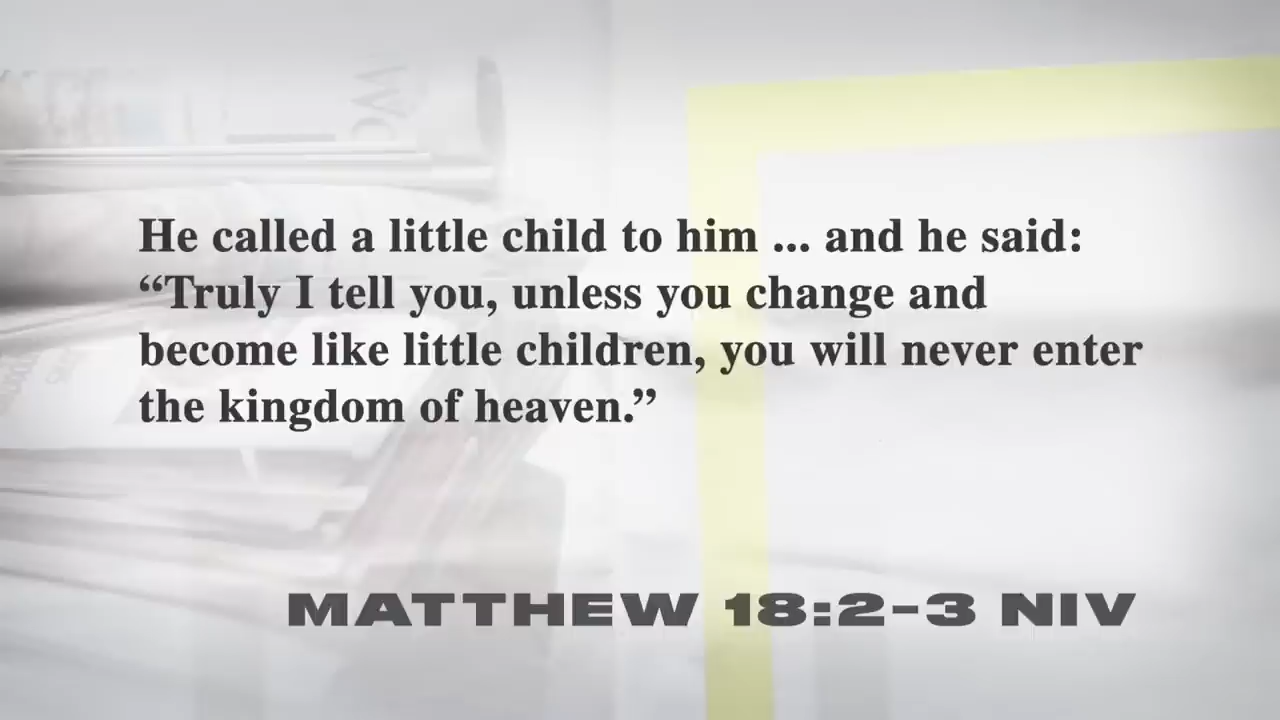 He called a little child to him ... and he said:
“Truly I tell you, unless you change and
become like little children, you will never enter
the kingdom of heaven.”
MATTHEW 18:2-3 NIV